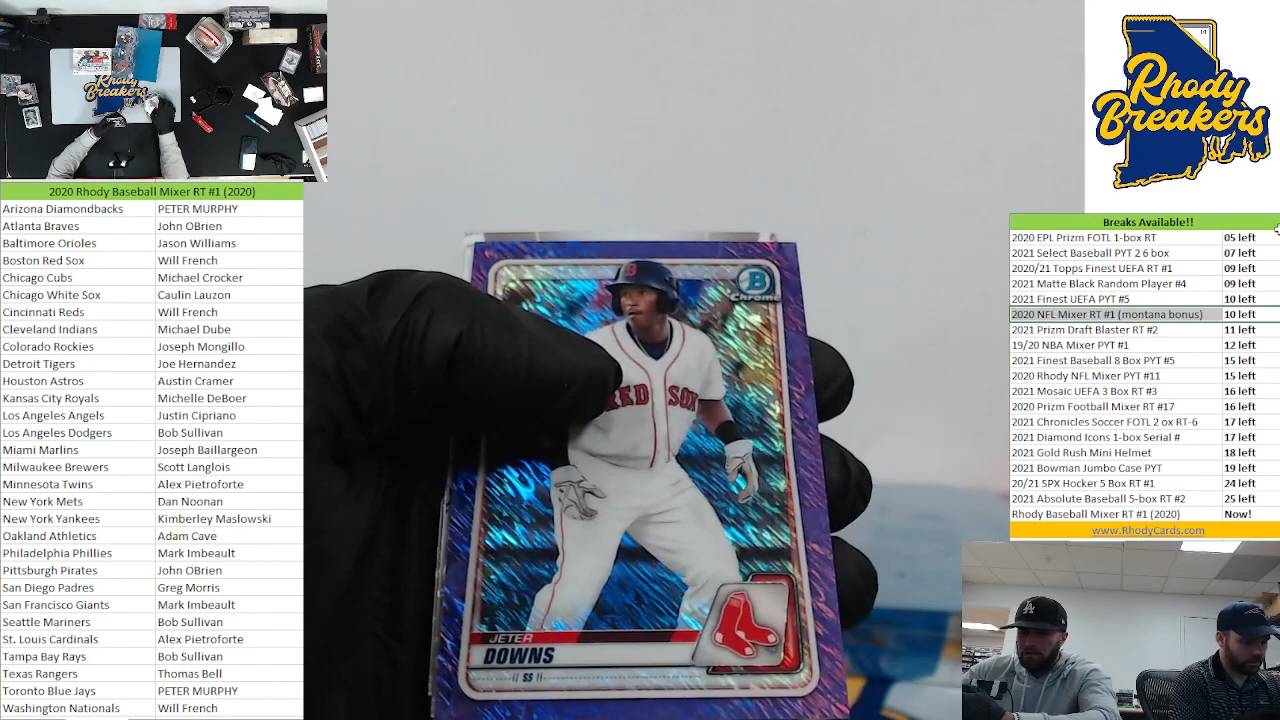 2020 Rhody Baseball Mixer RT #1 (2020)
Arizona Diamondbacks PETER MURPHY
Atlanta Braves John OBrien
Baltimore Orioles Jason Williams
Boston Red Sox Will French
Chicago Cubs Michael Crocker
Chicago White Sox Caulin Lauzon
Cincinnati Reds Will French
Cleveland Indians Michael Dube
Colorado Rockies Joseph Mongillo
Detroit Tigers Joe Hernandez
Houston Astros Austin Cramer
Kansas City Royals Michelle DeBoer
Los Angeles Angels Justin Cipriano
Los Angeles Dodgers Bob Sullivan
Miami Marlins Joseph Baillargeon
Milwaukee Brewers Scott Langlois
Minnesota Twins Alex Pietroforte
New York Mets Dan Noonan
New York Yankees Kimberley Maslowski
Oakland Athletics Adam Cave
Philadelphia Phillies Mark Imbeault
Pittsburgh Pirates John OBrien
San Diego Padres Greg Morris
San Francisco Giants Mark Imbeault
Seattle Mariners Bob Sullivan
St. Louis Cardinals Alex Pietroforte
Tampa Bay Rays Bob Sullivan
Texas Rangers Thomas Bell
Toronto Blue Jays PETER MURPHY
Washington Nationals Will French
Rhody
Breakers
B
Chrome
B
RED SOX
JETER
DOWNS
SS
1/1
Rhody
Breakers
Breaks Available!!
2020 EPL Prizm FOTL 1-box RT 05 left
2021 Select Baseball PYT 2 6 box 07 left
2020/21 Topps Finest UEFA RT #1 09 left
2021 Matte Black Random Player #4 09 left
2021 Finest UEFA PYT #5 10 left
2020 NFL Mixer RT #1 (montana bonus) 10 left
2021 Prizm Draft Blaster RT #2 11 left
19/20 NBA Mixer PYT #1 12 left
2021 Finest Baseball 8 Box PYT #5 15 left
2020 Rhody NFL Mixer PYT #11 15 left
2021 Mosaic UEFA 3 Box RT #3 16 left
2020 Prizm Football Mixer RT #17 16 left
2021 Chronicles Soccer FOTL 2 ox RT-6 17 left
2021 Diamond Icons 1-box Serial # 17 left
2021 Gold Rush Mini Helmet 18 left
2021 Bowman Jumbo Case PYT 19 left
20/21 SPX Hocker 5 Box RT #1 24 left
2021 Absolute Baseball 5-box RT #2 25 left
Rhody Baseball Mixer RT #1 (2020) Now!
www.RhodyCards.com
LA